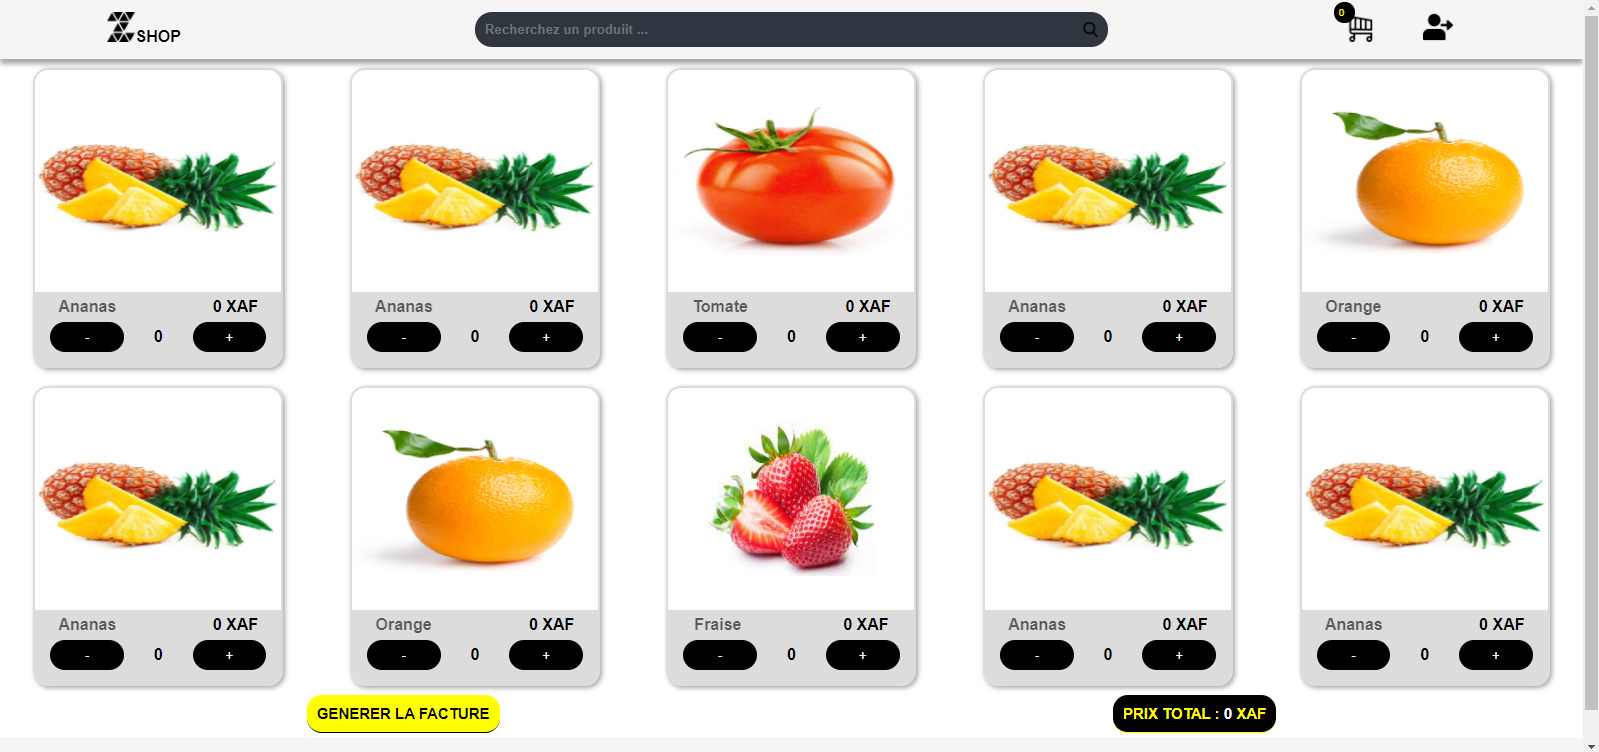 SHOP
Recherchez un produiit ...
0
Ananas 0 XAF
- 0 +
Ananas 0 XAF
- 0 +
Tomate 0 XAF
- 0 +
Ananas 0 XAF
- 0 +
Orange 0 XAF
- 0 +
Ananas 0 XAF
- 0 +
Orange 0 XAF
- 0 +
Fraise 0 XAF
- 0 +
Ananas 0 XAF
- 0 +
Ananas 0 XAF
- 0 +
GENERER LA FACTURE
PRIX TOTAL : 0 XAF